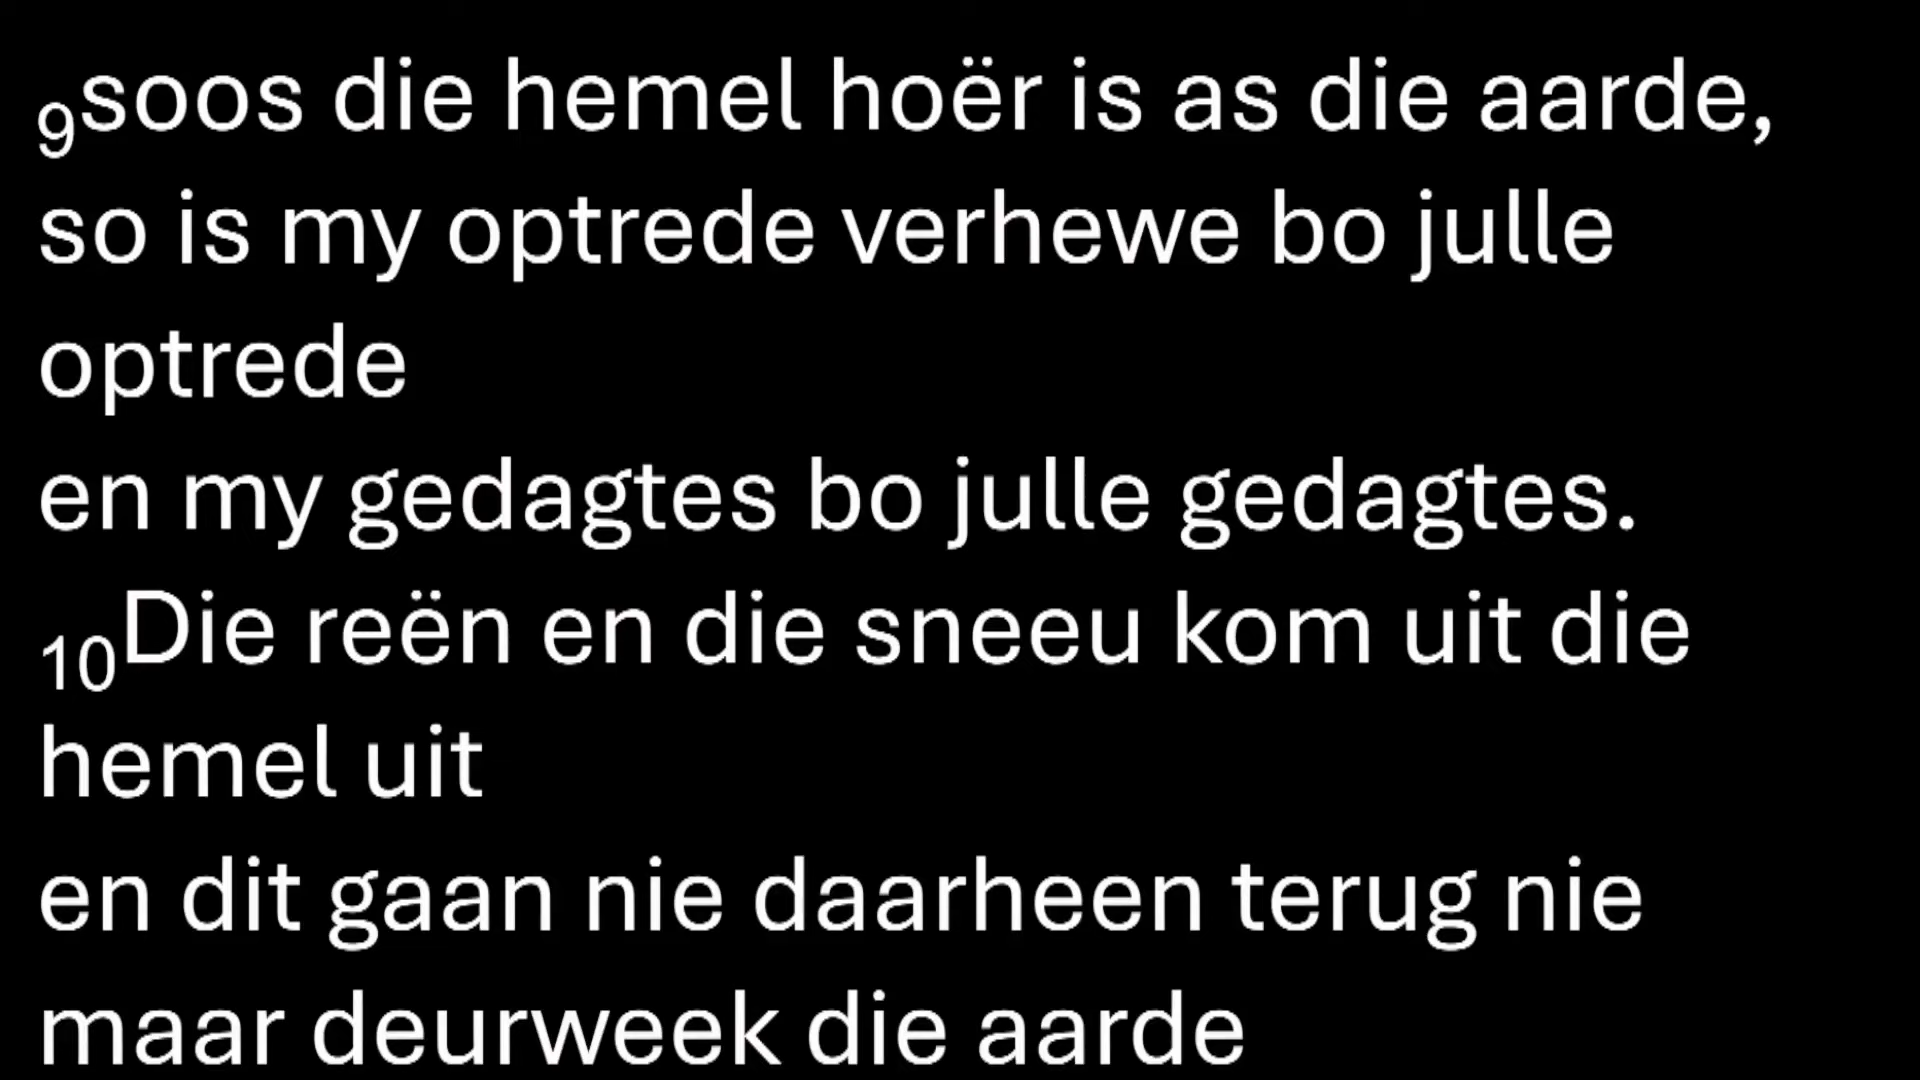 9soos die hemel hoër is as die aarde,
so is my optrede verhewe bo julle
optrede
en my gedagtes bo julle gedagtes.
10Die reën en die sneeu kom uit die
hemel uit
en dit gaan nie daarheen terug nie
maar deurweek die aarde